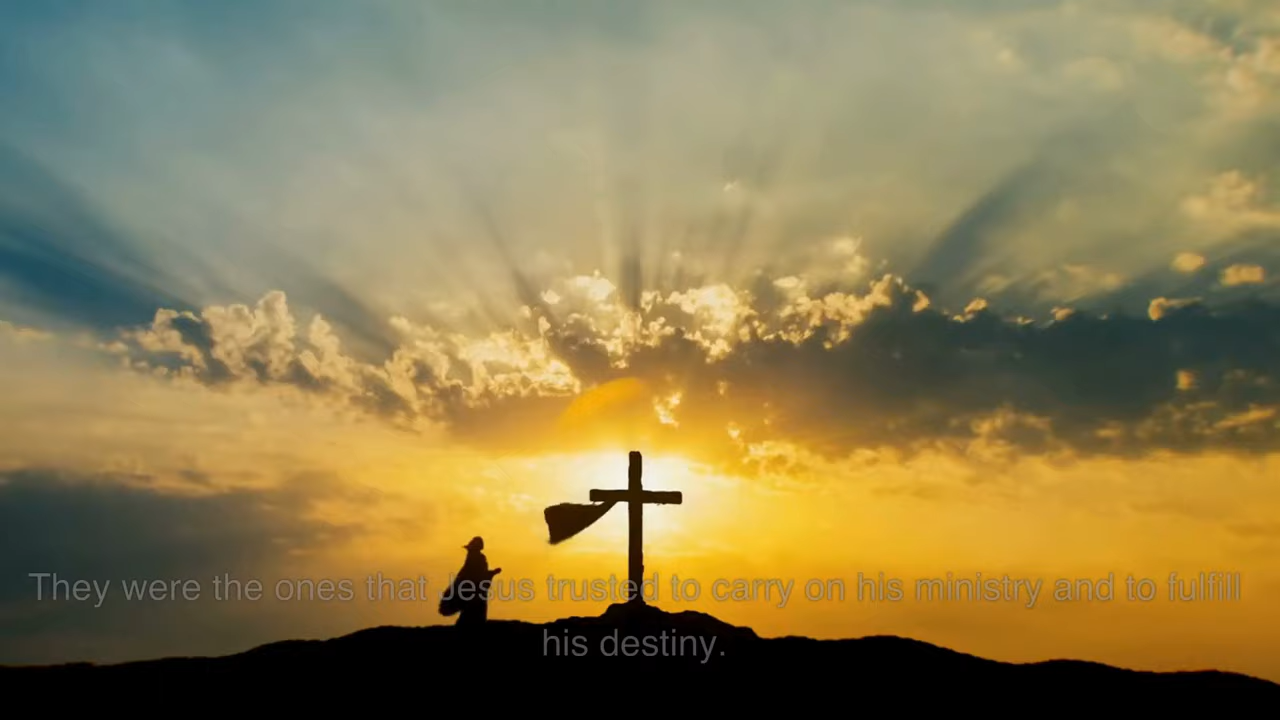 They were the ones that Jesus trusted to carry on his ministry and to fulfill
his destiny.